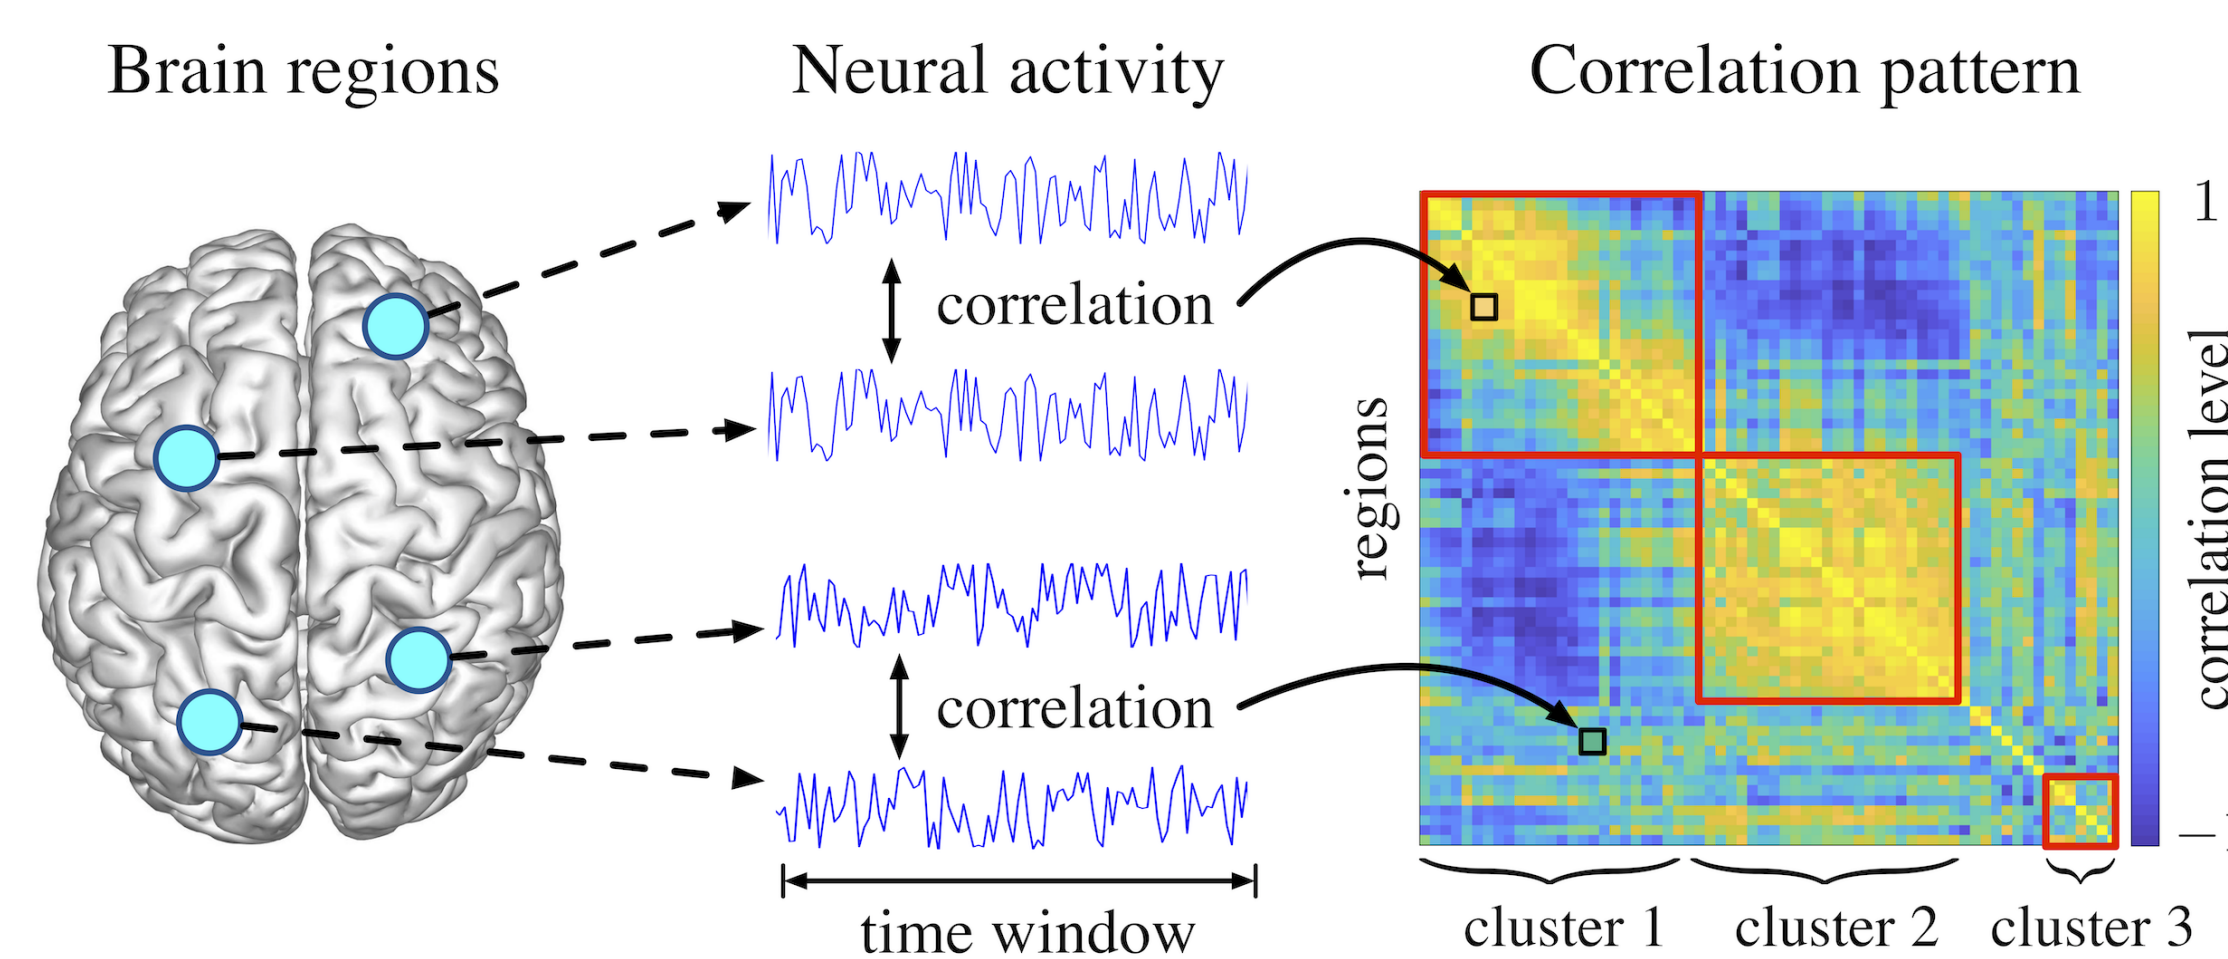 Brain regions
Neural activity
Correlation pattern
correlation
correlation
time window
regions
1
correlation level
cluster 1
cluster 2
cluster 3